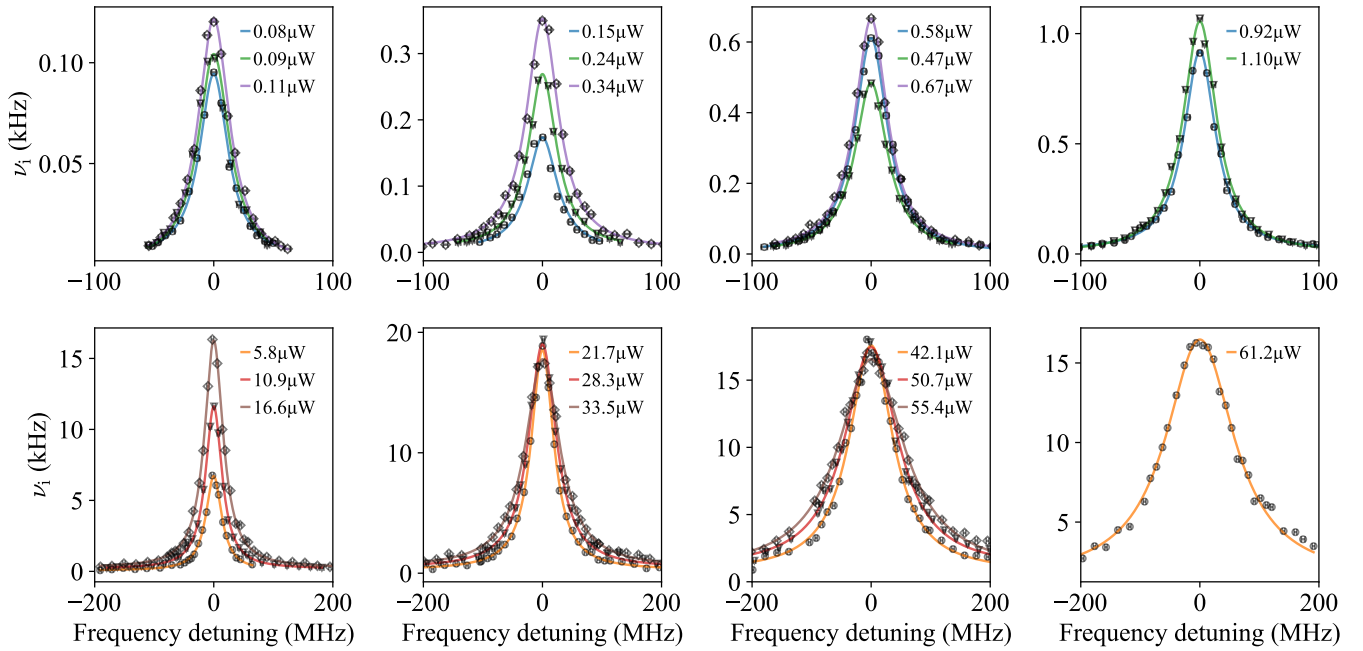 0.08µW
0.09µW
0.11µW
0.10
0.05
νi (kHz)
−100
0
100
0.15µW
0.24µW
0.34µW
0.3
0.2
0.1
0.0
−100
0
100
0.58µW
0.47µW
0.67µW
0.6
0.4
0.2
0.0
−100
0
100
0.92µW
1.10µW
1.0
0.5
0.0
−100
0
100
5.8µW
10.9µW
16.6µW
15
10
5
0
νi (kHz)
−200
0
200
Frequency detuning (MHz)
21.7µW
28.3µW
33.5µW
20
10
0
−200
0
200
Frequency detuning (MHz)
42.1µW
50.7µW
55.4µW
15
10
5
0
−200
0
200
Frequency detuning (MHz)
61.2µW
15
10
5
−200
0
200
Frequency detuning (MHz)